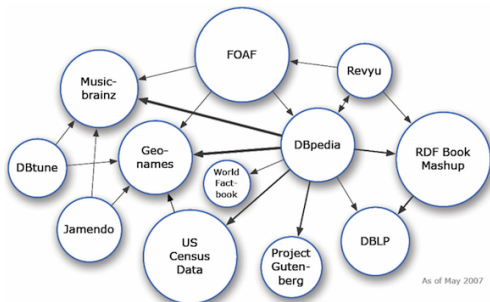 FOAF
Music-
brainz
Revyu
Geo-
names
DBpedia
RDF Book
Mashup
DBtune
World
Fact-
book
Jamendo
US
Census
Data
Project
Guten-
berg
DBLP
As of May 2007